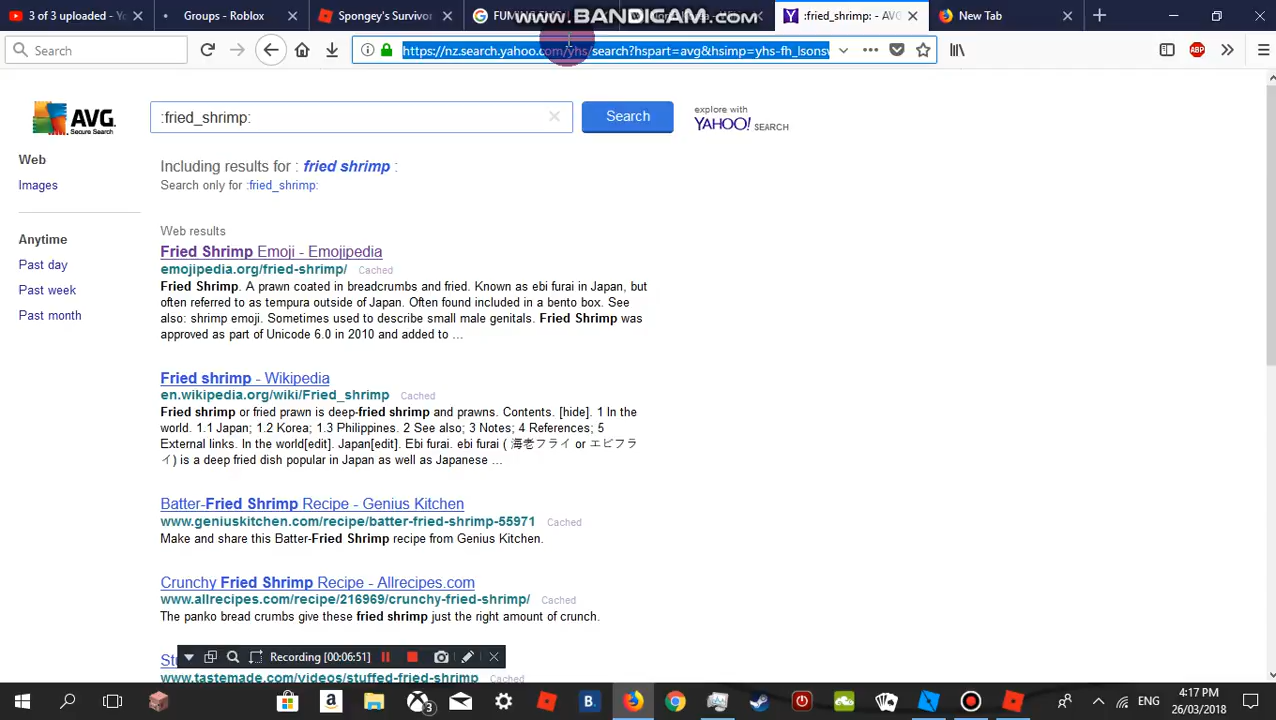 3 of 3 uploaded - Yo
Groups - Roblox
Spongey's Survivor
www.BANDICAM.com
:fried_shrimp: - AVG
New Tab
Search
https://nz.search.yahoo.com/yhs/search?hspart=avg&hsimp=yhs-fh_lsonsw
ABP
AVG
Secure Search
:fried_shrimp:
Search
explore with
YAHOO! SEARCH
Web
Images
Anytime
Past day
Past week
Past month
Including results for : fried shrimp :
Search only for :fried_shrimp:
Web results
Fried Shrimp Emoji - Emojipedia
emojipedia.org/fried-shrimp/ Cached
Fried Shrimp. A prawn coated in breadcrumbs and fried. Known as ebi furai in Japan, but
often referred to as tempura outside of Japan. Often found included in a bento box. See
also: shrimp emoji. Sometimes used to describe small male genitals. Fried Shrimp was
approved as part of Unicode 6.0 in 2010 and added to ...
Fried shrimp - Wikipedia
en.wikipedia.org/wiki/Fried_shrimp Cached
Fried shrimp or fried prawn is deep-fried shrimp and prawns. Contents. [hide]. 1 In the
world. 1.1 Japan; 1.2 Korea; 1.3 Philippines. 2 See also; 3 Notes; 4 References; 5
External links. In the world[edit]. Japan[edit]. Ebi furai. ebi furai ( 海老フライ or エビフラ
イ) is a deep fried dish popular in Japan as well as Japanese ...
Batter-Fried Shrimp Recipe - Genius Kitchen
www.geniuskitchen.com/recipe/batter-fried-shrimp-55971 Cached
Make and share this Batter-Fried Shrimp recipe from Genius Kitchen.
Crunchy Fried Shrimp Recipe - Allrecipes.com
www.allrecipes.com/recipe/216969/crunchy-fried-shrimp/ Cached
The panko bread crumbs give these fried shrimp just the right amount of crunch.
Recording [00:06:51]
www.tastemade.com/videos/stuffed-fried-shrimp Cached
3
B.
ENG
4:17 PM
26/03/2018